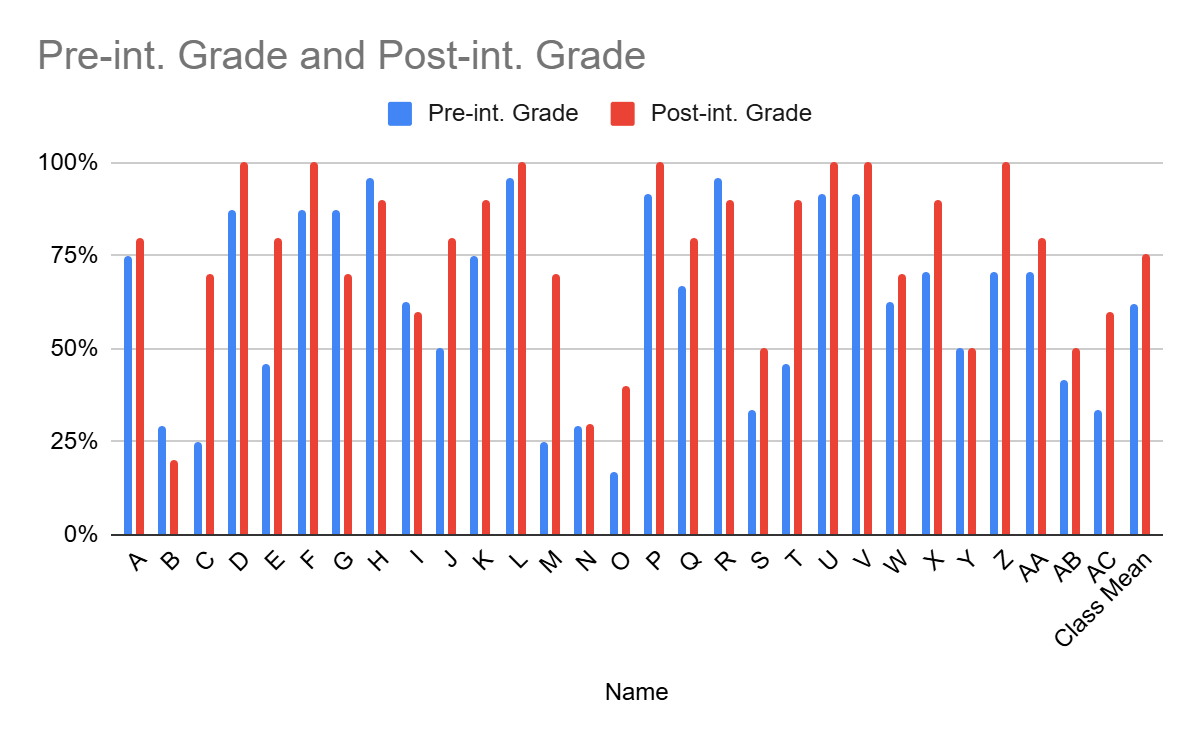 Pre-int. Grade and Post-int. Grade
Pre-int. Grade Post-int. Grade
100%
75%
50%
25%
0%
A B C D E F G H I J K L M N O P Q R S T U V W X Y Z AA AB AC Class Mean
Name